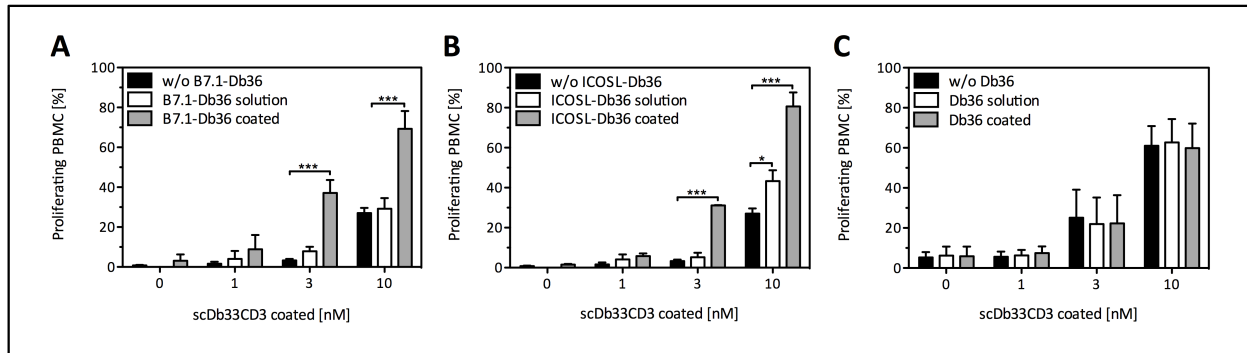 A
w/o B7.1-Db36
B7.1-Db36 solution
B7.1-Db36 coated
Proliferating PBMC [%]
100
80
60
40
20
0
***
***
0 1 3 10
scDb33CD3 coated [nM]
B
w/o ICOSL-Db36
ICOSL-Db36 solution
ICOSL-Db36 coated
Proliferating PBMC [%]
100
80
60
40
20
0
***
*
***
0 1 3 10
scDb33CD3 coated [nM]
C
w/o Db36
Db36 solution
Db36 coated
Proliferating PBMC [%]
100
80
60
40
20
0
0 1 3 10
scDb33CD3 coated [nM]